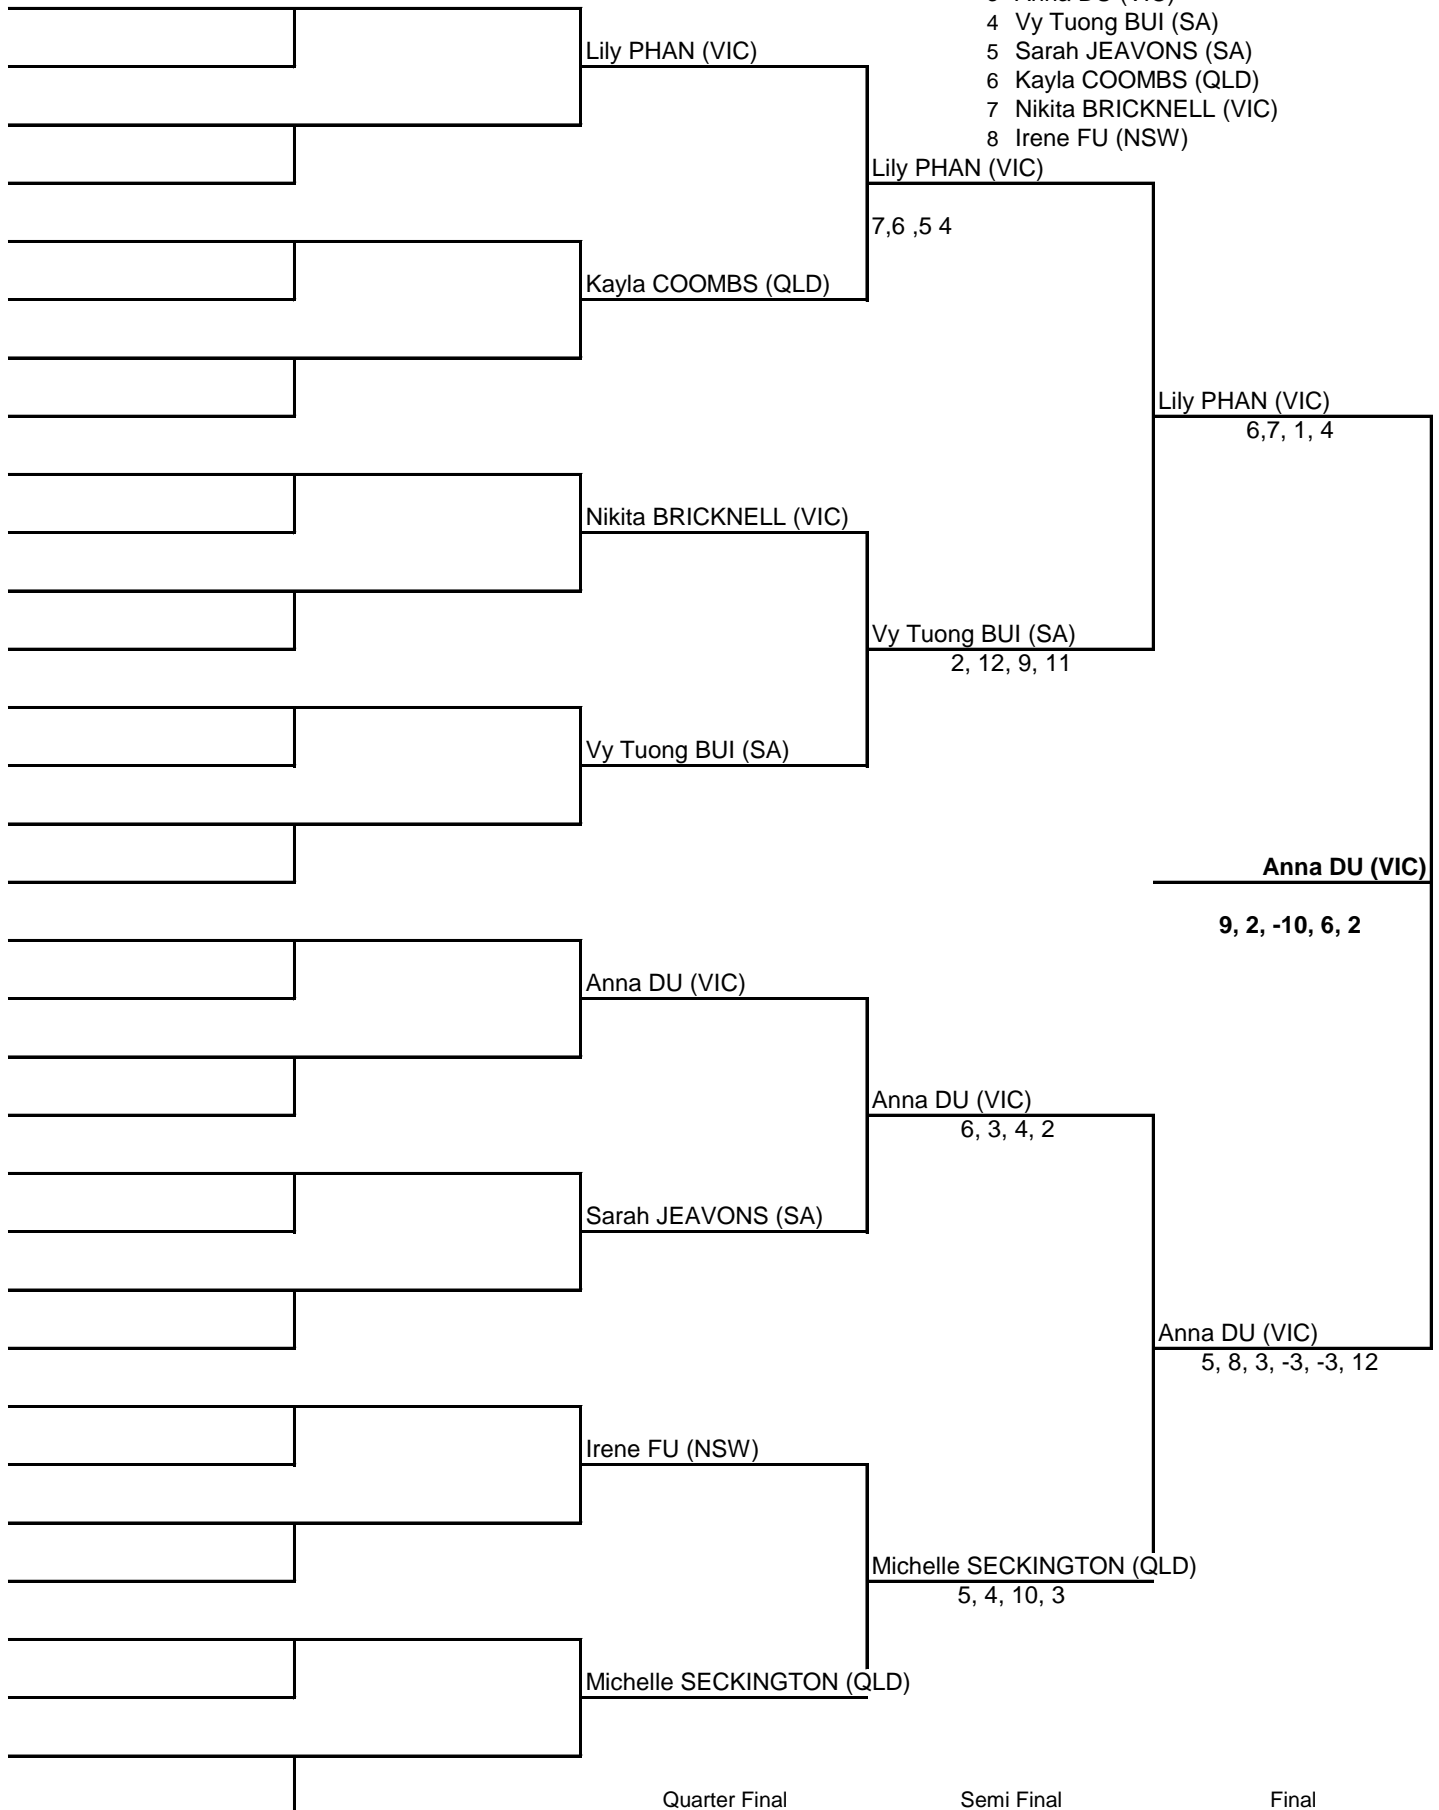 4 Vy Tuong BUI (SA)
Lily PHAN (VIC)
5 Sarah JEAVONS (SA)
6 Kayla COOMBS (QLD)
7 Nikita BRICKNELL (VIC)
8 Irene FU (NSW)
Lily PHAN (VIC)
7,6 ,5 4
Kayla COOMBS (QLD)
Lily PHAN (VIC)
6,7, 1, 4
Nikita BRICKNELL (VIC)
Vy Tuong BUI (SA)
2, 12, 9, 11
Vy Tuong BUI (SA)
Anna DU (VIC)
9, 2, -10, 6, 2
Anna DU (VIC)
Anna DU (VIC)
6, 3, 4, 2
Sarah JEAVONS (SA)
Anna DU (VIC)
5, 8, 3, -3, -3, 12
Irene FU (NSW)
Michelle SECKINGTON (QLD)
5, 4, 10, 3
Michelle SECKINGTON (QLD)
Quarter Final Semi Final Final